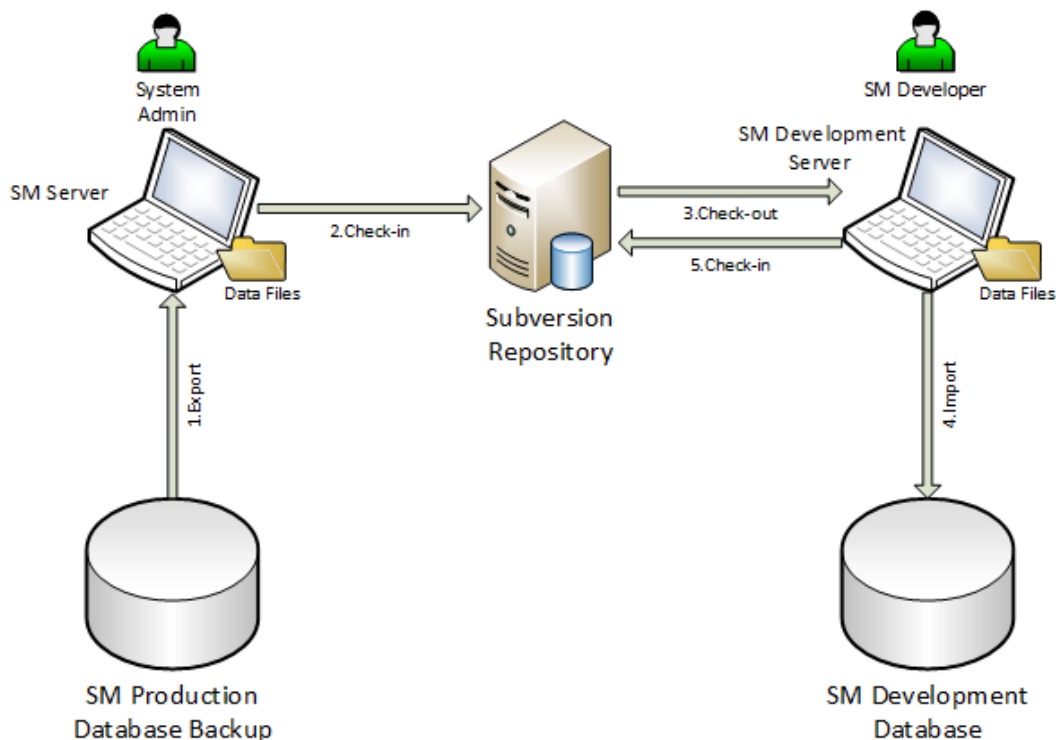 System
Admin
SM Developer
SM Development
Server
SM Server
2.Check-in
3.Check-out
5.Check-in
Data Files
Data Files
Subversion
Repository
1.Export
4.Import
SM Production
Database Backup
SM Development
Database